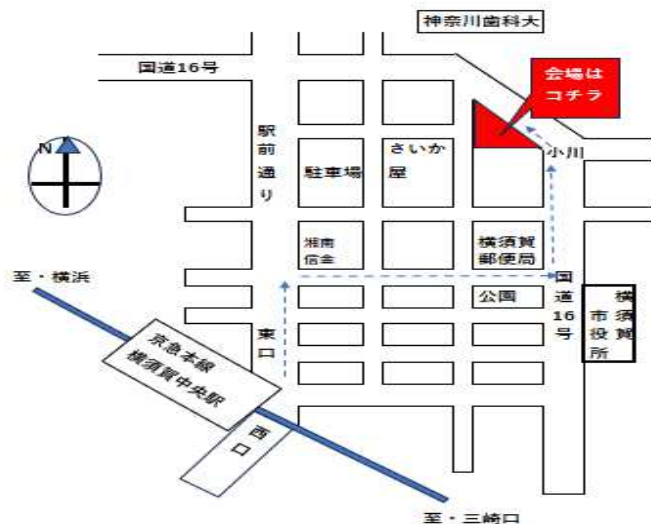 神奈川歯科大
国道16号
会場は
コチラ
N
駅前通り
駐車場
さいか
屋
小川
湘南
信金
横須賀
郵便局
至・横浜
公園
国道16号
横須賀
市役所
東口
京急本線
横須賀中央駅
西口
至・三崎口